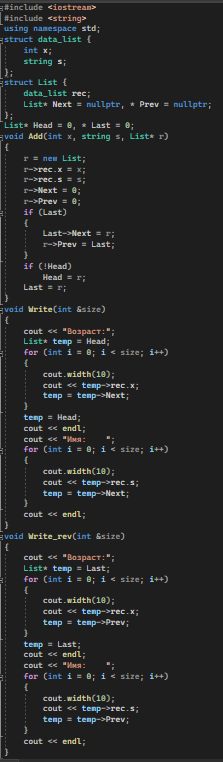 #include <iostream>
#include <string>
using namespace std;
struct data_list {
    int x;
    string s;
};
struct List {
    data_list rec;
    List* Next = nullptr, * Prev = nullptr;
};
List* Head = 0, * Last = 0;
void Add(int x, string s, List* r)
{
    r = new List;
    r->rec.x = x;
    r->rec.s = s;
    r->Next = 0;
    r->Prev = 0;
    if (Last)
    {
        Last->Next = r;
        r->Prev = Last;
    }
    if (!Head)
        Head = r;
    Last = r;
}
void Write(int &size)
{
    cout << "Возраст:";
    List* temp = Head;
    for (int i = 0; i < size; i++)
    {
        cout.width(10);
        cout << temp->rec.x;
        temp = temp->Next;
    }
    temp = Head;
    cout << endl;
    cout << "Имя:    ";
    for (int i = 0; i < size; i++)
    {
        cout.width(10);
        cout << temp->rec.s;
        temp = temp->Next;
    }
    cout << endl;
}
void Write_rev(int &size)
{
    cout << "Возраст:";
    List* temp = Last;
    for (int i = 0; i < size; i++)
    {
        cout.width(10);
        cout << temp->rec.x;
        temp = temp->Prev;
    }
    temp = Last;
    cout << endl;
    cout << "Имя:    ";
    for (int i = 0; i < size; i++)
    {
        cout.width(10);
        cout << temp->rec.s;
        temp = temp->Prev;
    }
    cout << endl;
}